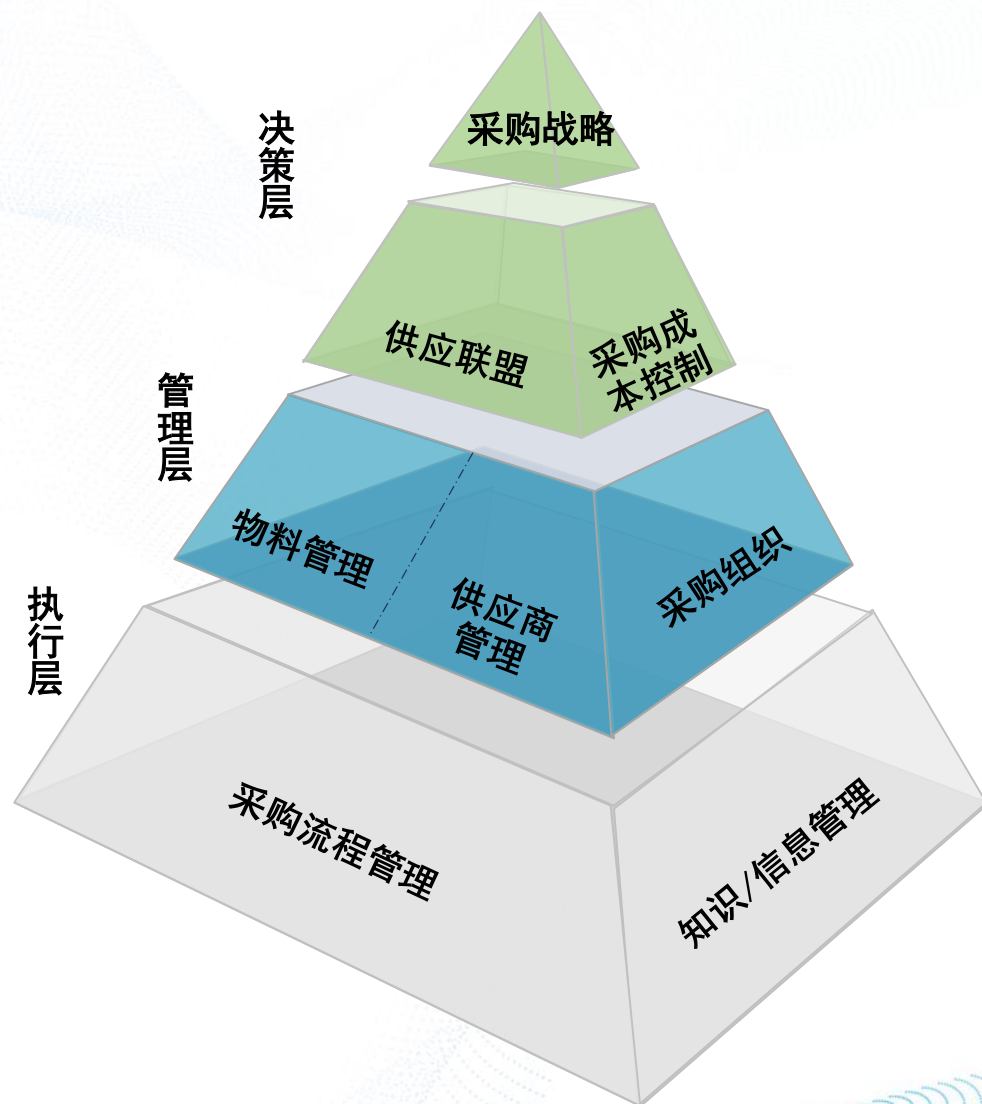 决策层
采购战略
供应联盟
采购成
本控制
管理层
物料管理
供应商
管理
采购组织
执行层
采购流程管理
知识/信息管理